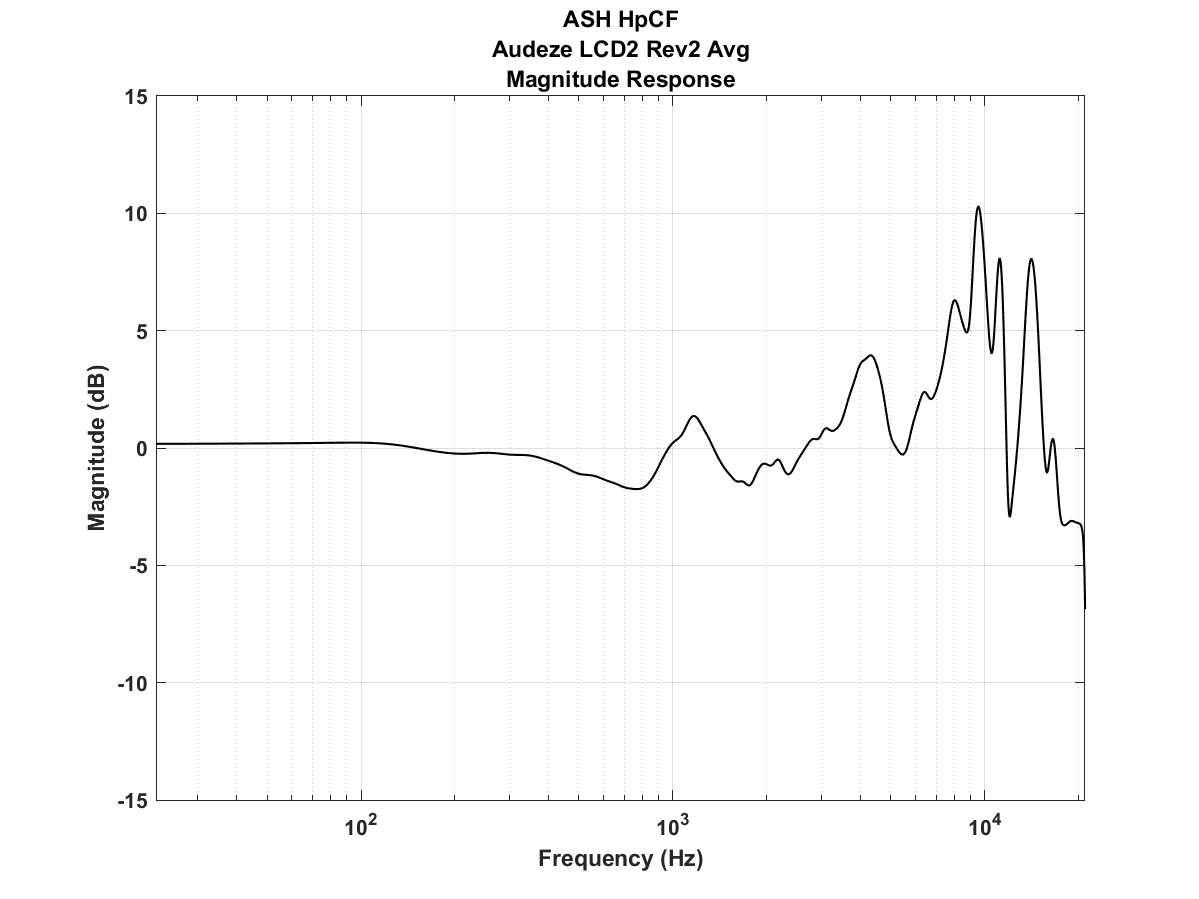 ASH HpCF
Audeze LCD2 Rev2 Avg
Magnitude Response
15
10
5
0
-5
-10
-15
Magnitude (dB)
10² 10³ 10⁴
Frequency (Hz)